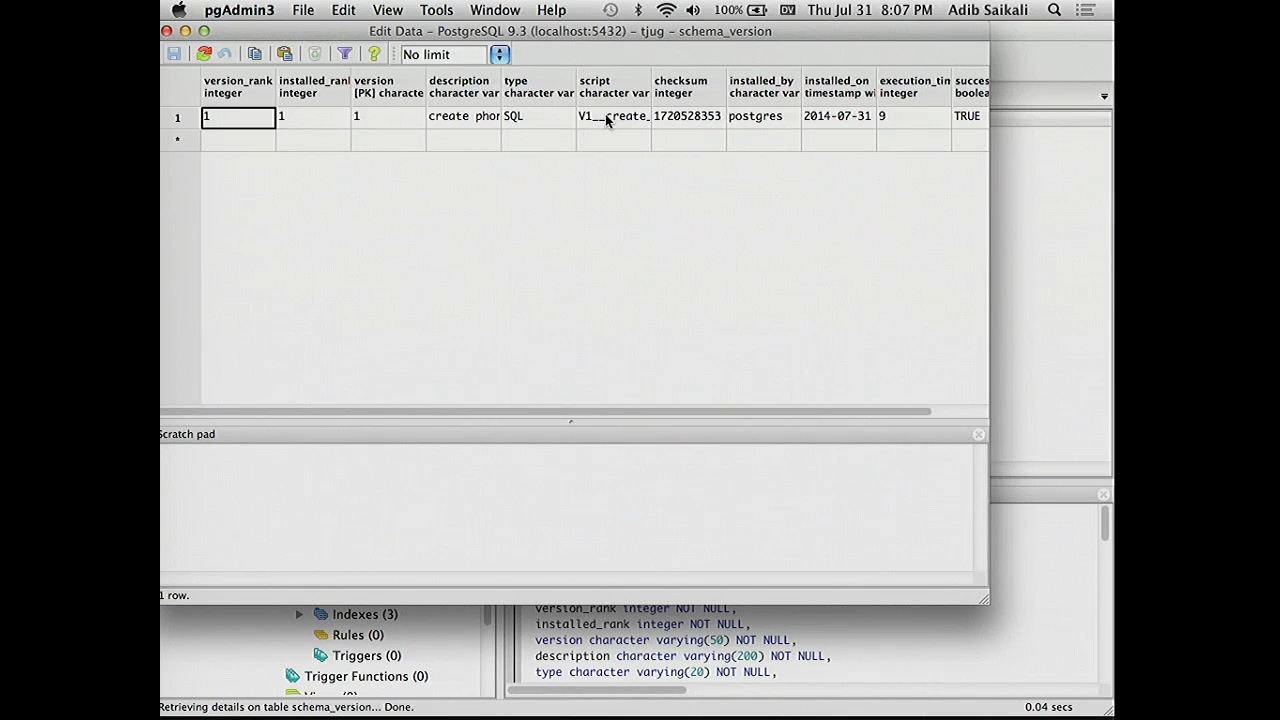 pgAdmin3 File Edit View Tools Window Help 100% DV Thu Jul 31 8:07 PM Adib Saikali
Edit Data - PostgreSQL 9.3 (localhost:5432) - tjug - schema_version
No limit
version_rank installed_rank version description type script checksum installed_by installed_on execution_tin succes
integer integer [PK] characte character var character var character var integer character var timestamp wi integer boolea
1 1 1 1 create phor SQL V1__create_ 1720528353 postgres 2014-07-31 9 TRUE
*
Scratch pad
1 row.
Indexes (3)
Rules (0)
Triggers (0)
Trigger Functions (0)
version_rank integer NOT NULL,
installed_rank integer NOT NULL,
version character varying(50) NOT NULL,
description character varying(200) NOT NULL,
type character varying(20) NOT NULL,
Retrieving details on table schema_version... Done. 0.04 secs